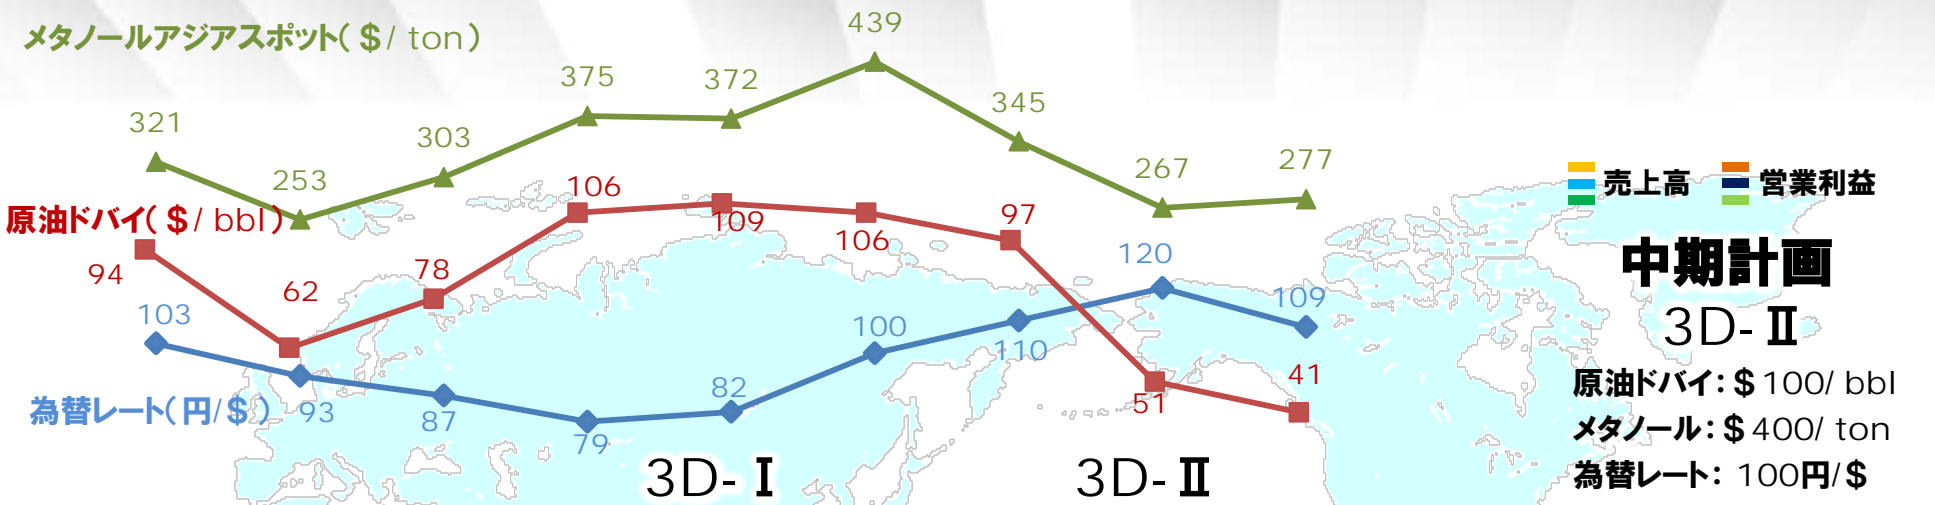 メタノールアジアスポット($/ton)
321
253
303
375
372
439
345
267
277
原油ドバイ($/bbl)
94
62
78
106
109
106
97
51
41
為替レート(円/$)
103
93
87
79
82
100
110
120
109
3D-Ⅰ
3D-Ⅱ
売上高 営業利益
中期計画
3D-Ⅱ
原油ドバイ:$100/bbl
メタノール:$400/ton
為替レート:100円/$